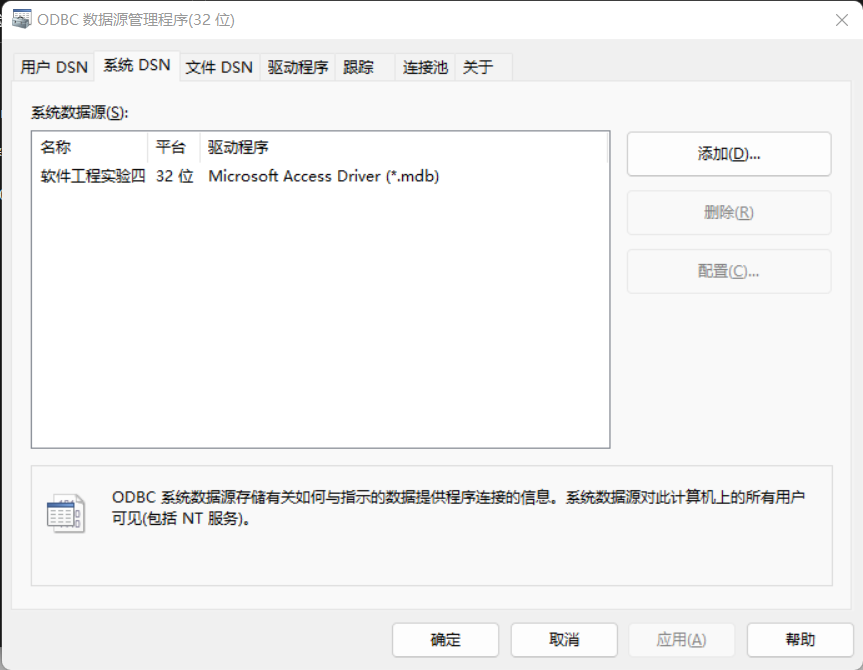 ODBC 数据源管理程序(32 位)
用户 DSN 系统 DSN 文件 DSN 驱动程序 跟踪 连接池 关于
系统数据源(S):
名称 平台 驱动程序
软件工程实验四 32 位 Microsoft Access Driver (*.mdb)
添加(D)...
删除(R)
配置(C)...
ODBC 系统数据源存储有关如何与指示的数据提供程序连接的信息。系统数据源对此计算机上的所有用户
可见(包括 NT 服务)。
确定 取消 应用(A) 帮助